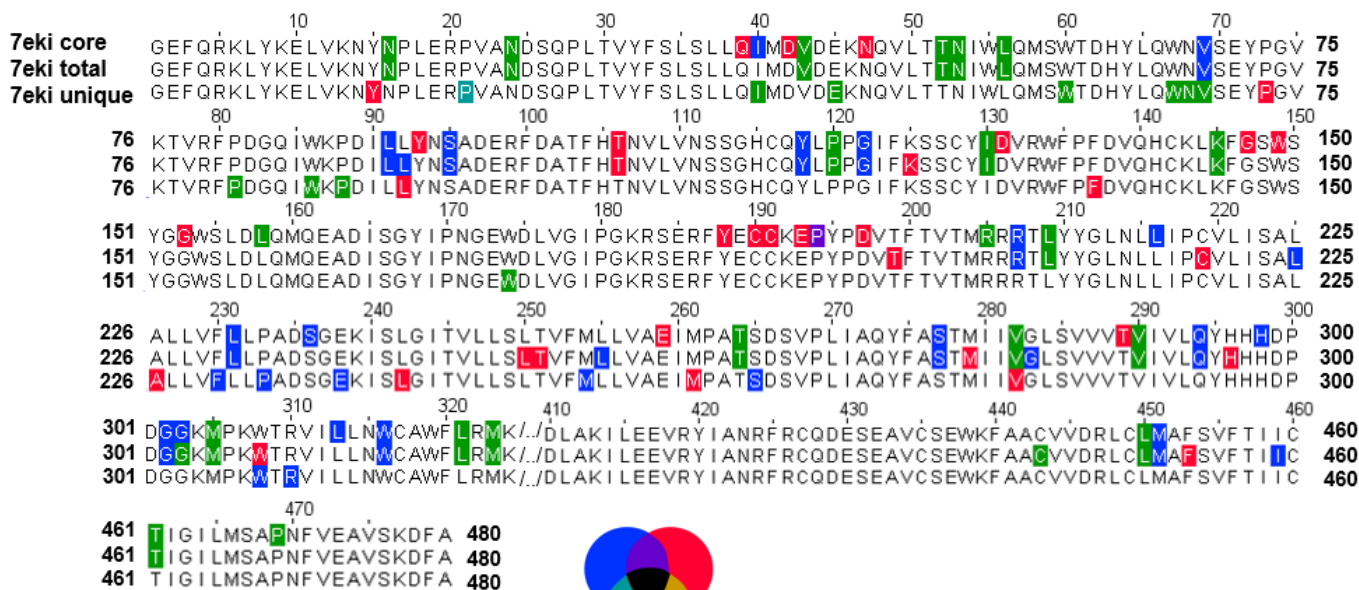 10 20 30 40 50 60 70
7eki core GEFQRKLYKELVKNYNPLERPVANDSQPLTVYFSLSLLQIMDVDEKNQVLTTNIWLQMSWTDHYLQWNVSEYPGV 75
7eki total GEFQRKLYKELVKNYNPLERPVANDSQPLTVYFSLSLLQIMDVDEKNQVLTTNIWLQMSWTDHYLQWNVSEYPGV 75
7eki unique GEFQRKLYKELVKNYNPLERPVANDSQPLTVYFSLSLLQIMDVDEKNQVLTTNIWLQMSWTDHYLQWNVSEYPGV 75
80 90 100 110 120 130 140 150
76 KTVRFPDGQIWKPDILLYNSADERFDATFHTNVLVNSSGHCQYLPPGIFKSSCYIDVRWFPFDVQHCKLKFGSWS 150
76 KTVRFPDGQIWKPDILLYNSADERFDATFHTNVLVNSSGHCQYLPPGIFKSSCYIDVRWFPFDVQHCKLKFGSWS 150
76 KTVRFPDGQIWKPDILLYNSADERFDATFHTNVLVNSSGHCQYLPPGIFKSSCYIDVRWFPFDVQHCKLKFGSWS 150
160 170 180 190 200 210 220
151 YGGWSLDLQMQEADISGYIPNGEWDLVGIPGKRSERFYECCKEPYPDVTFTVTMRRRTLYYGLNLLIPCVLISAL 225
151 YGGWSLDLQMQEADISGYIPNGEWDLVGIPGKRSERFYECCKEPYPDVTFTVTMRRRTLYYGLNLLIPCVLISAL 225
151 YGGWSLDLQMQEADISGYIPNGEWDLVGIPGKRSERFYECCKEPYPDVTFTVTMRRRTLYYGLNLLIPCVLISAL 225
230 240 250 260 270 280 290 300
226 ALLVFLLPADSGEKISLGITVLLSLTVFMLLVAEIMPATSDSVPLIAQYFASTMIIVGLSVVVTVIVLQYHHHDP 300
226 ALLVFLLPADSGEKISLGITVLLSLTVFMLLVAEIMPATSDSVPLIAQYFASTMIIVGLSVVVTVIVLQYHHHDP 300
226 ALLVFLLPADSGEKISLGITVLLSLTVFMLLVAEIMPATSDSVPLIAQYFASTMIIVGLSVVVTVIVLQYHHHDP 300
310 320 410 420 430 440 450 460
301 DGGKMPKWTRVILLNWCAWFLRMK/../DLAKILEEVRYIANRFRCQDESEAVCSEWKFAACVVDRLCLMAFSVFTIIC 460
301 DGGKMPKWTRVILLNWCAWFLRMK/../DLAKILEEVRYIANRFRCQDESEAVCSEWKFAACVVDRLCLMAFSVFTIIC 460
301 DGGKMPKWTRVILLNWCAWFLRMK/../DLAKILEEVRYIANRFRCQDESEAVCSEWKFAACVVDRLCLMAFSVFTIIC 460
470
461 TIGILMSAPNFVEAVSKDFA 480
461 TIGILMSAPNFVEAVSKDFA 480
461 TIGILMSAPNFVEAVSKDFA 480